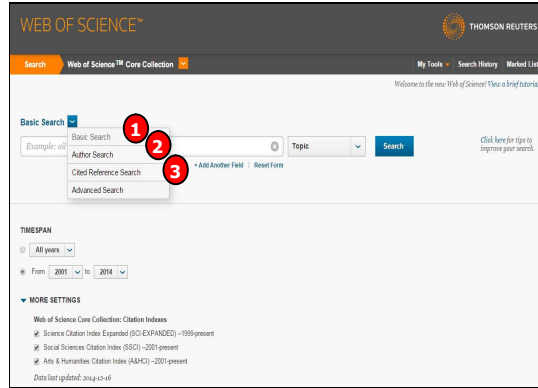 WEB OF SCIENCE™
THOMSON REUTERS™
Search Web of Science™ Core Collection My Tools Search History Marked List
Welcome to the new Web of Science! View a brief tutorial
Basic Search
1
Basic Search
2
Example: oil Topic Search Click here for tips to
improve your search.
Author Search
+ Add Another Field | Reset Form
3
Cited Reference Search
Advanced Search
TIMESPAN
All years
From 2001 to 2014
MORE SETTINGS
Web of Science Core Collection: Citation Indexes
Science Citation Index Expanded (SCI-EXPANDED) --1999-present
Social Sciences Citation Index (SSCI) --2001-present
Arts & Humanities Citation Index (A&HCI) --2001-present
Data last updated: 2014-12-16